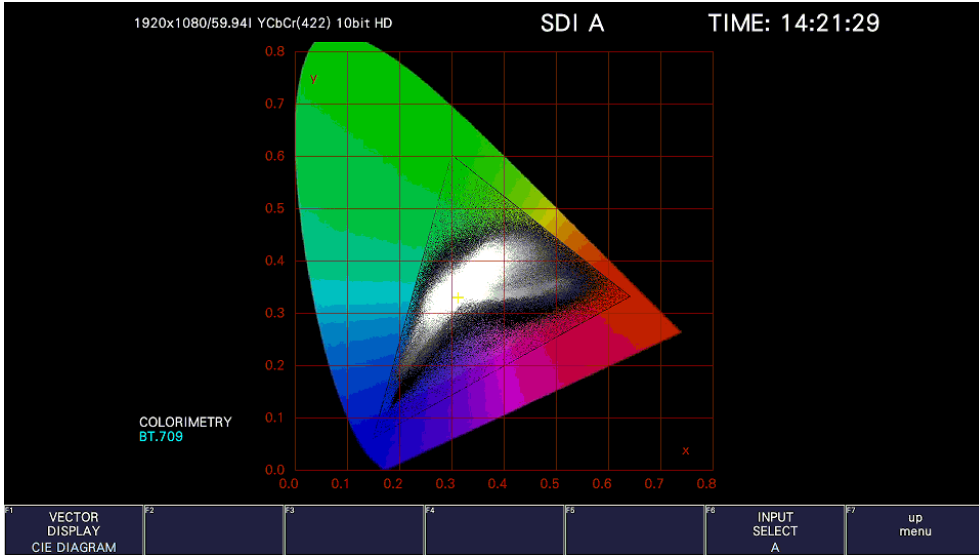 1920x1080/59.94I YCbCr(422) 10bit HD
SDI A
TIME: 14:21:29
0.8
y
0.7
0.6
0.5
0.4
0.3
0.2
0.1
0.0
x
0.0 0.1 0.2 0.3 0.4 0.5 0.6 0.7 0.8
COLORIMETRY
BT.709
F1
VECTOR
DISPLAY
CIE DIAGRAM
F2
F3
F4
F5
F6
INPUT
SELECT
A
F7
up
menu